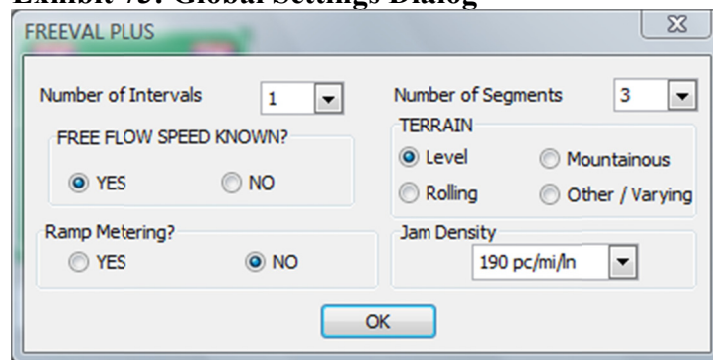 Exhibit 75: Global Settings Dialog
FREEVAL PLUS
Number of Intervals 1
Number of Segments 3
FREE FLOW SPEED KNOWN?
YES NO
TERRAIN
Level Mountainous
Rolling Other / Varying
Ramp Metering?
YES NO
Jam Density
190 pc/mi/ln
OK